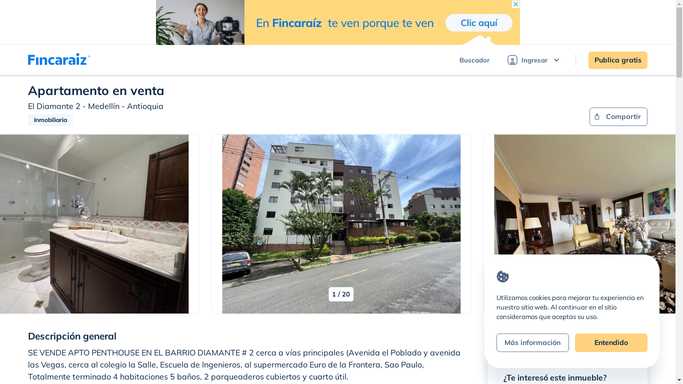 En Fincaraíz te ven porque te ven
Clic aquí
Fincaraíz
Buscador
Ingresar
Publica gratis
Apartamento en venta
El Diamante 2 - Medellín - Antioquia
Inmobiliaria
Compartir
1 / 20
Utilizamos cookies para mejorar tu experiencia en
nuestro sitio web. Al continuar en el sitio
consideramos que aceptas su uso.
Más información
Entendido
Descripción general
SE VENDE APTO PENTHOUSE EN EL BARRIO DIAMANTE # 2 cerca a vías principales (Avenida el Poblado y avenida
las Vegas, cerca al colegio la Salle, Escuela de Ingenieros, al supermercado Euro de la Frontera, Sao Paulo,
Totalmente terminado 4 habitaciones 5 baños, 2 parqueaderos cubiertos y cuarto útil.
¿Te interesó este inmueble?